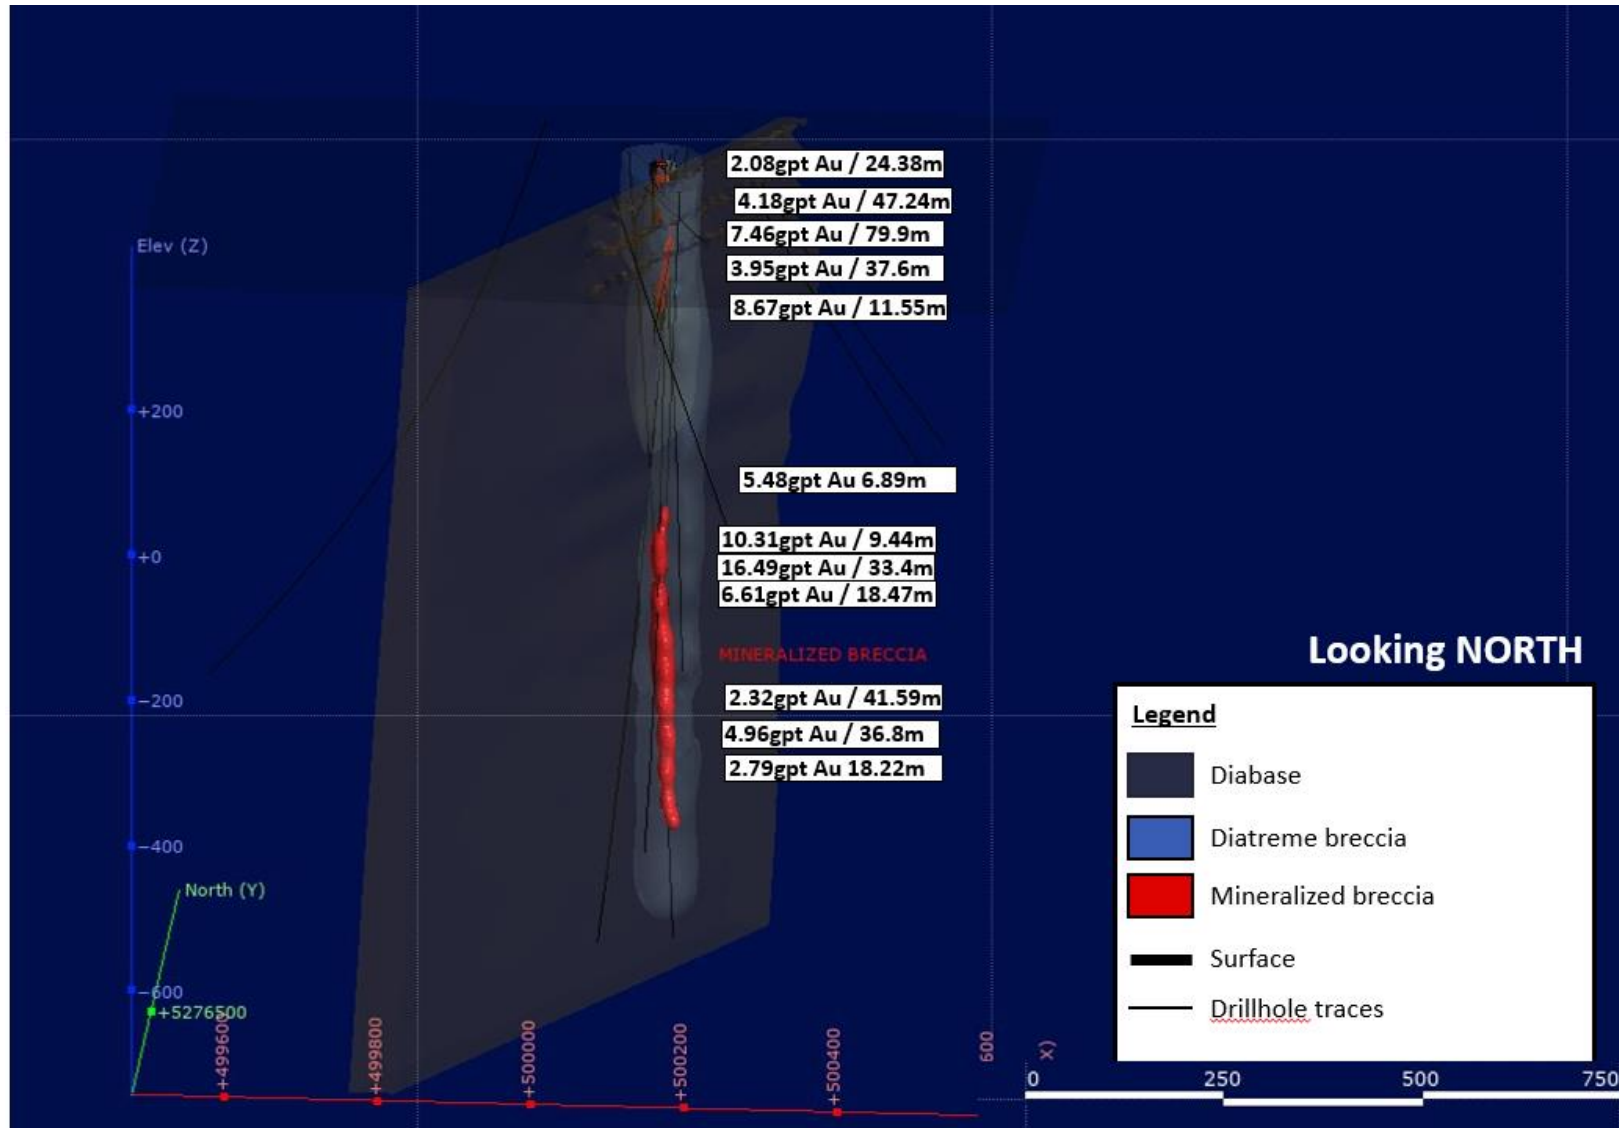 2.08gpt Au / 24.38m
4.18gpt Au / 47.24m
7.46gpt Au / 79.9m
3.95gpt Au / 37.6m
8.67gpt Au / 11.55m
Elev (Z)
+200
5.48gpt Au 6.89m
10.31gpt Au / 9.44m
+0
16.49gpt Au / 33.4m
6.61gpt Au / 18.47m
MINERALIZED BRECCIA
Looking NORTH
2.32gpt Au / 41.59m
-200
4.96gpt Au / 36.8m
2.79gpt Au 18.22m
Legend
Diabase
Diatreme breccia
Mineralized breccia
Surface
Drillhole traces
-400
North (Y)
-600
+5276500
+499600
+499800
+500000
+500200
+500400
600
X)
0 250 500 750